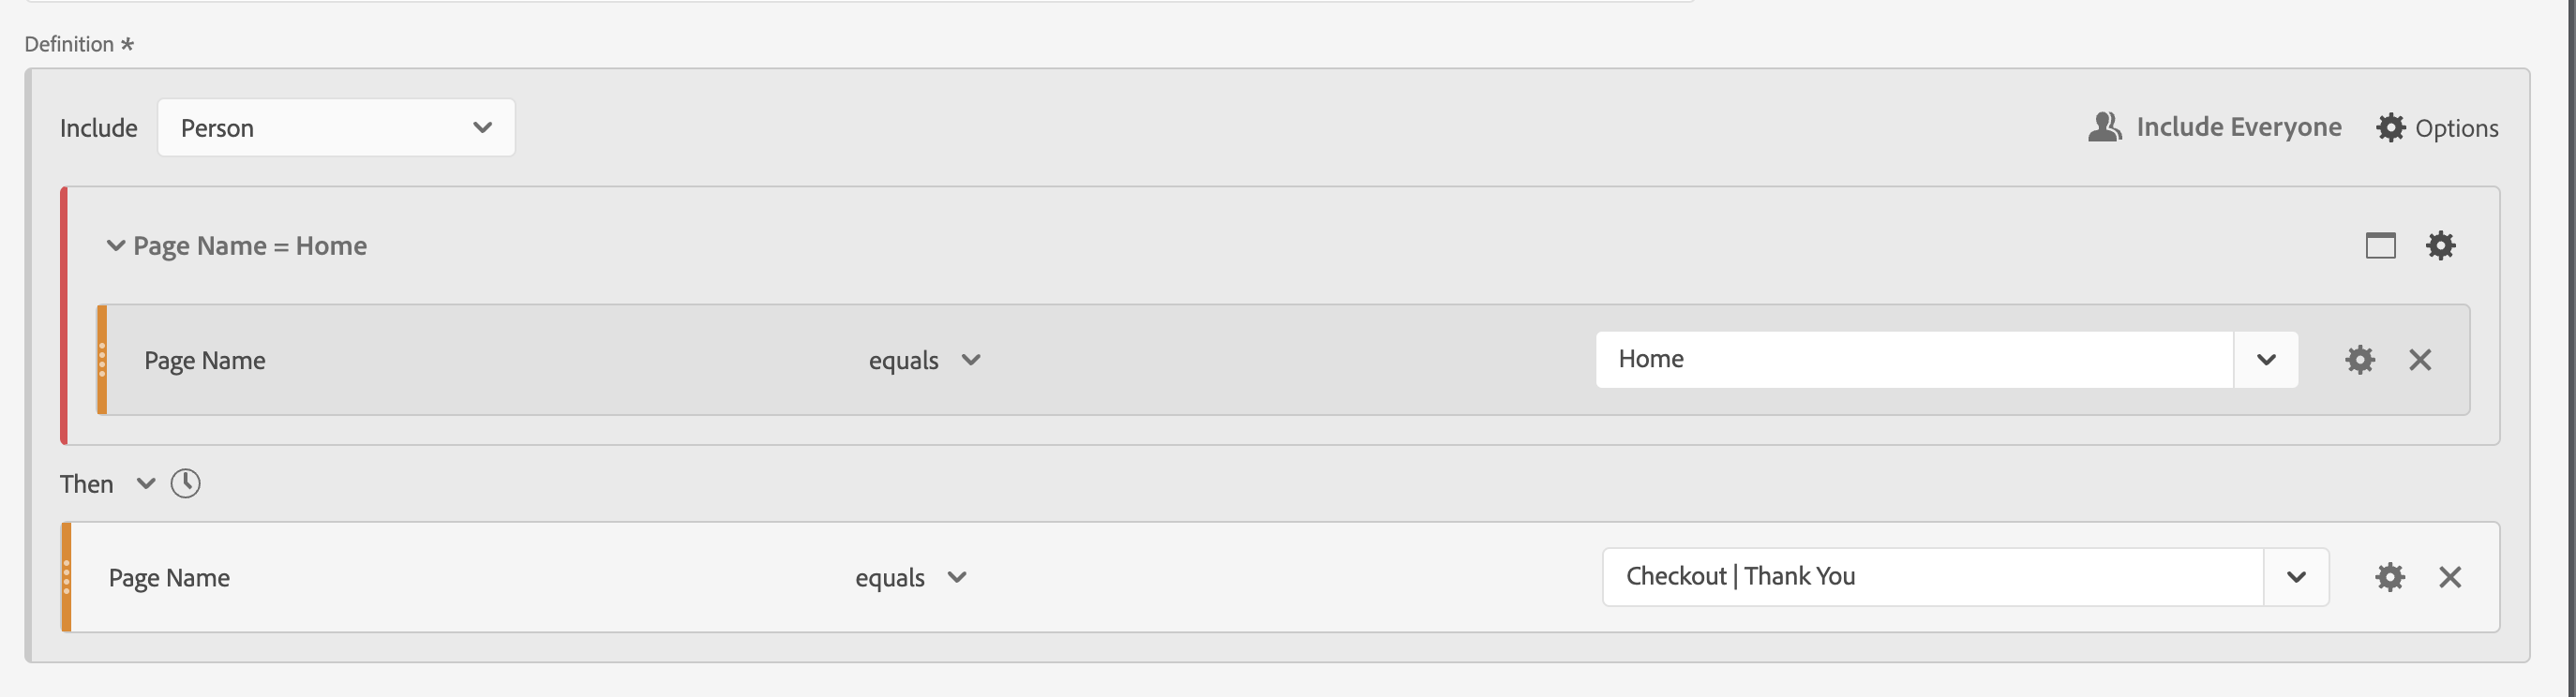 Definition *
Include Person Include Everyone Options
Page Name = Home
Page Name equals Home
Then
Page Name equals Checkout | Thank You